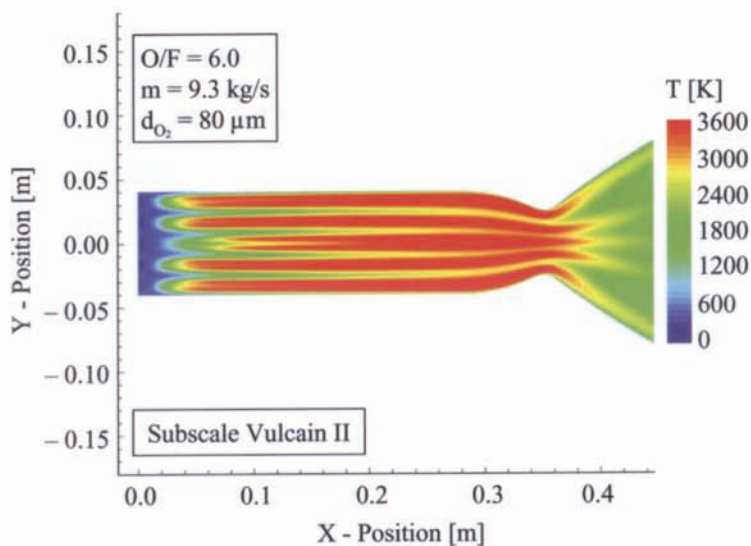 O/F = 6.0
m = 9.3 kg/s
d_O₂ = 80 µm
T [K]
3600
3000
2400
1800
1200
600
0
Y - Position [m]
0.15
0.10
0.05
0.00
– 0.05
– 0.10
– 0.15
Subscale Vulcain II
0.0 0.1 0.2 0.3 0.4
X - Position [m]